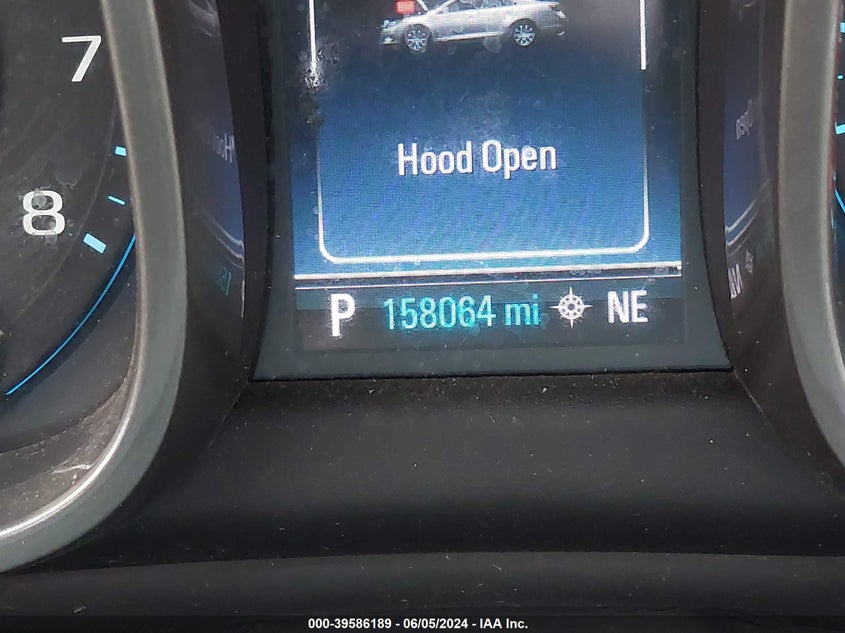 7
8
Hood Open
P 158064 mi NE
000-39586189 - 06/05/2024 - IAA Inc.